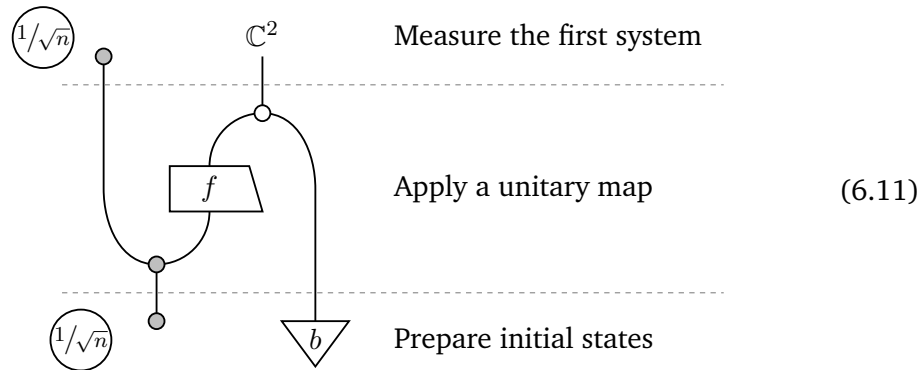 1/√n ℂ² Measure the first system
f Apply a unitary map (6.11)
1/√n b Prepare initial states